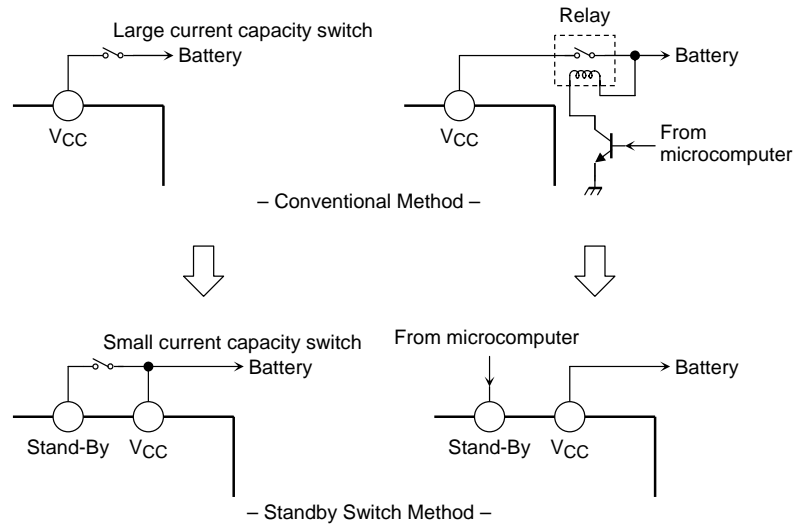 Large current capacity switch
Battery
VCC
Relay
Battery
VCC
From
microcomputer
– Conventional Method –
Small current capacity switch
Battery
Stand-By
VCC
From microcomputer
Battery
Stand-By
VCC
– Standby Switch Method –